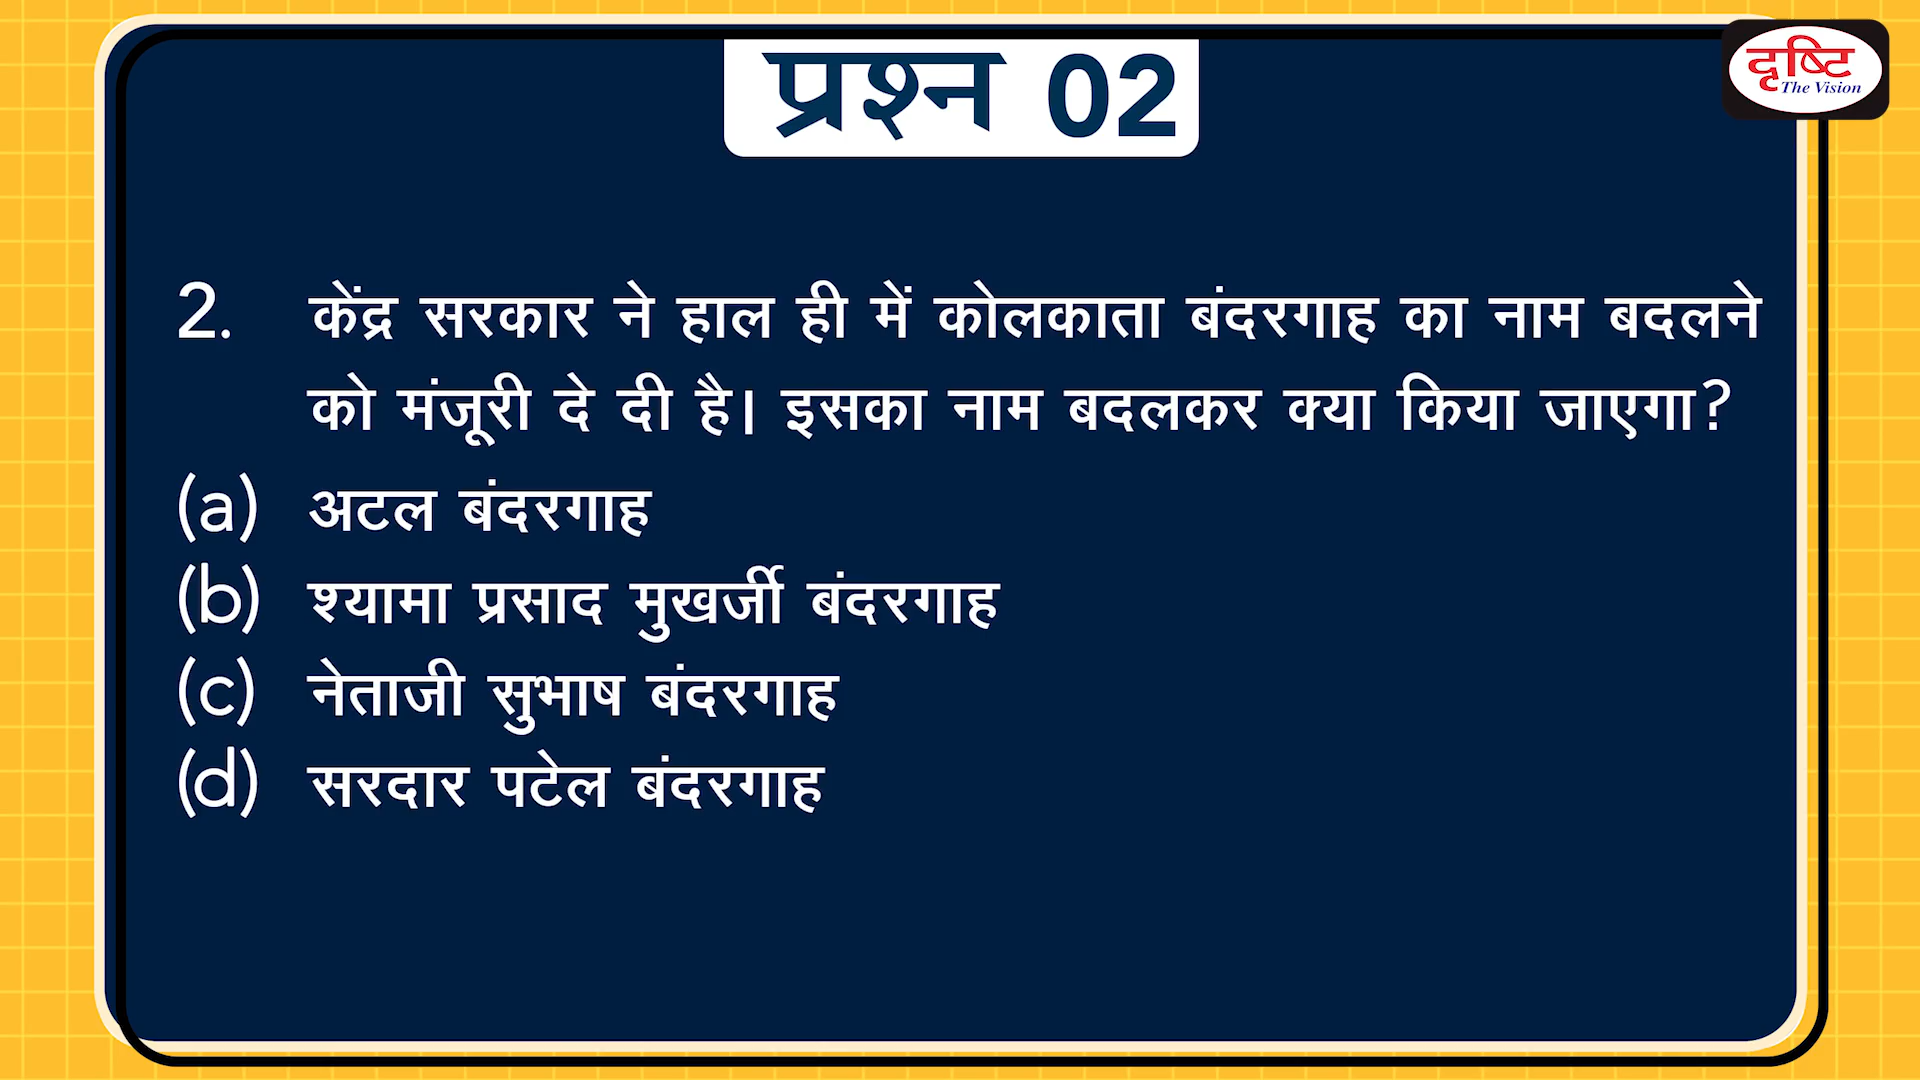 प्रश्न 02
दृष्टि
The Vision
2. केंद्र सरकार ने हाल ही में कोलकाता बंदरगाह का नाम बदलने
को मंजूरी दे दी है। इसका नाम बदलकर क्या किया जाएगा?
(a) अटल बंदरगाह
(b) श्यामा प्रसाद मुखर्जी बंदरगाह
(c) नेताजी सुभाष बंदरगाह
(d) सरदार पटेल बंदरगाह